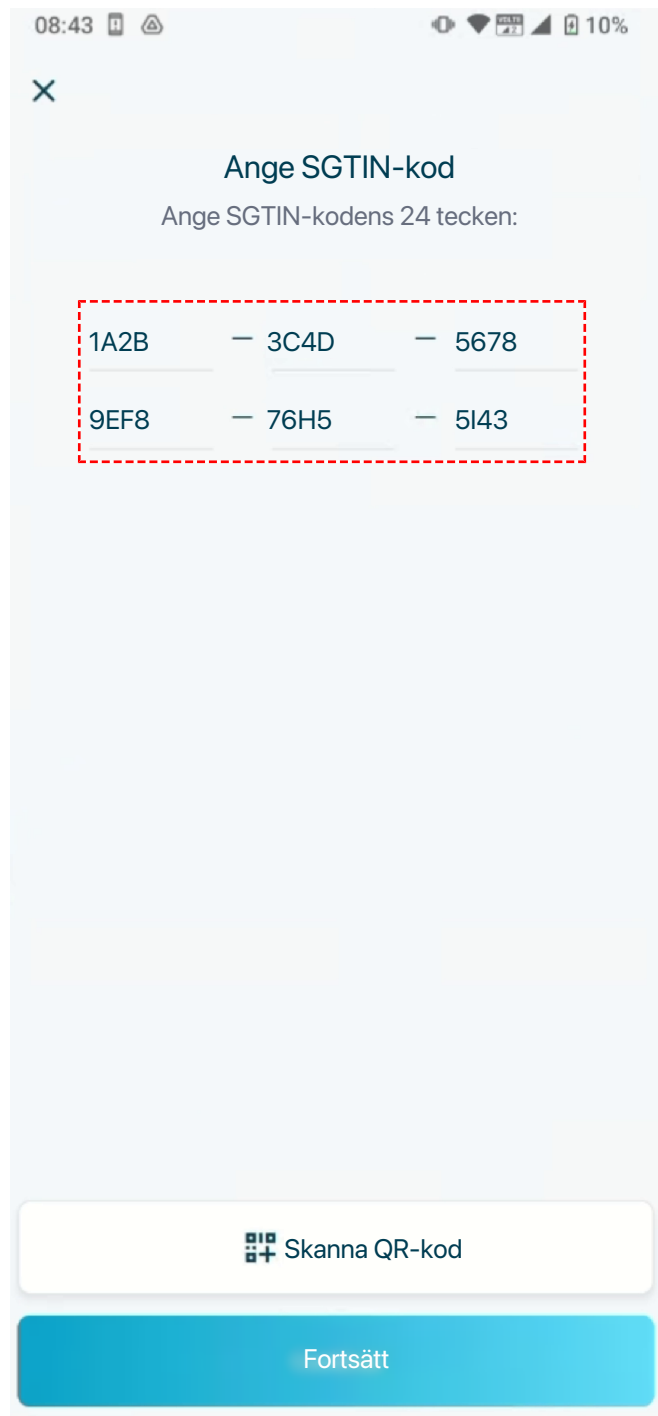 08:43 10%
Ange SGTIN-kod
Ange SGTIN-kodens 24 tecken:
1A2B – 3C4D – 5678
9EF8 – 76H5 – 5I43
Skanna QR-kod
Fortsätt